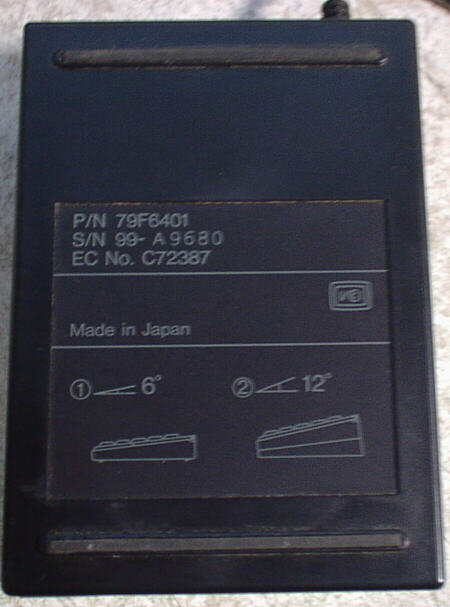 P/N 79F6401
S/N 99- A9680
EC No. C72387
Made in Japan
① 6° ② 12°